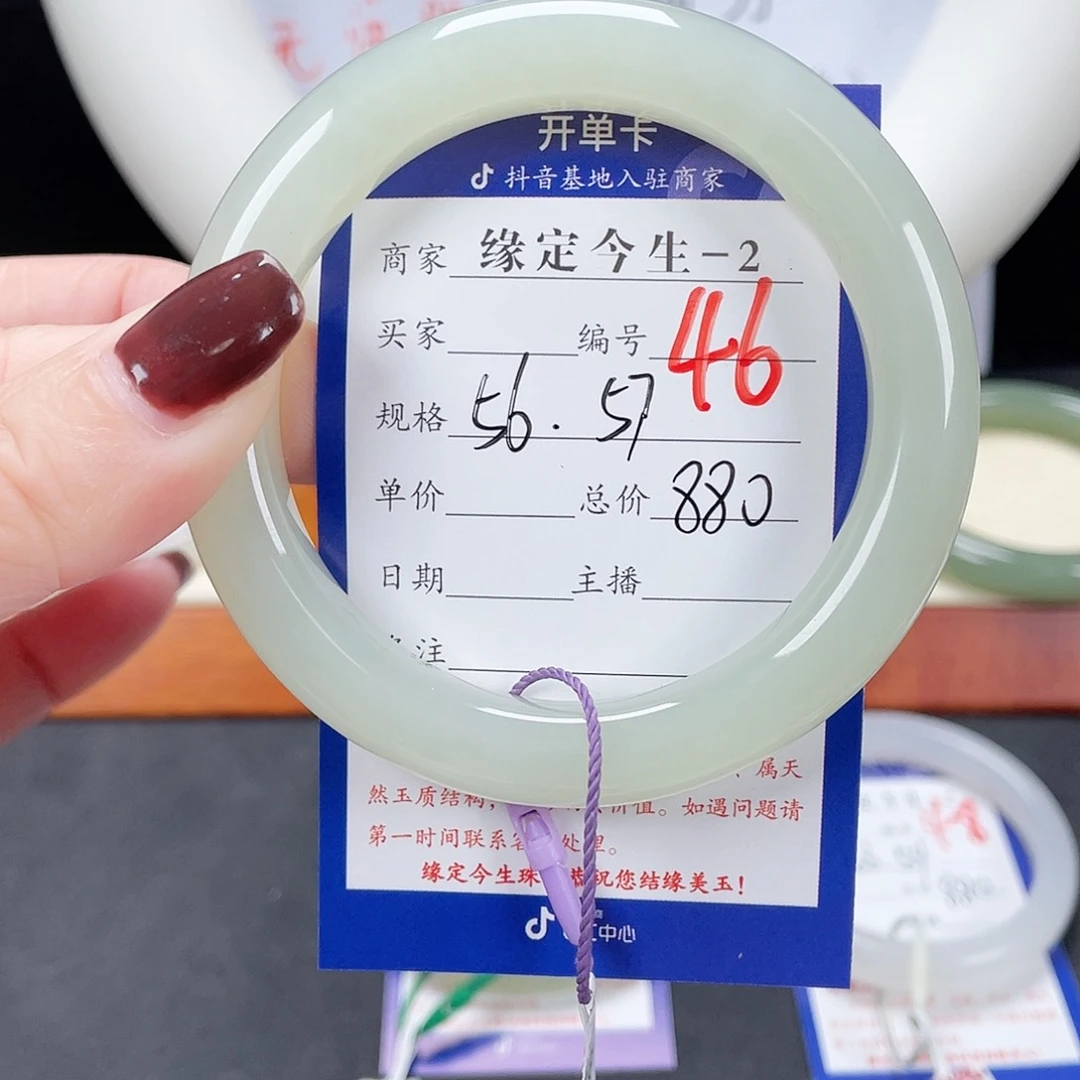 开单卡
抖音基地入驻商家
商家 缘定今生-2
买家 编号 46
规格 56. 57
单价 总价 880
日期 主播
注
属天
然玉质结构, 价值。如遇问题请
第一时间联系 处理。
缘定今生珠 恭祝您结缘美玉!
中心
880